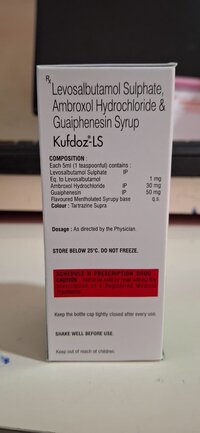 Rx Levosalbutamol Sulphate,
Ambroxol Hydrochloride &
Guaiphenesin Syrup
Kufdoz®-LS
COMPOSITION :
Each 5ml (1 teaspoonful) contains :
Levosalbutamol Sulphate IP
Eq. to Levosalbutamol 1 mg
Ambroxol Hydrochloride IP 30 mg
Guaiphenesin IP 50 mg
Flavoured Mentholated Syrupy base q.s.
Colour : Tartrazine Supra
Dosage : As directed by the Physician.
STORE BELOW 25°C. DO NOT FREEZE.
SCHEDULE H PRESCRIPTION DRUG
CAUTION
Keep the bottle cap tightly closed after every use.
SHAKE WELL BEFORE USE.
Keep out of reach of children.